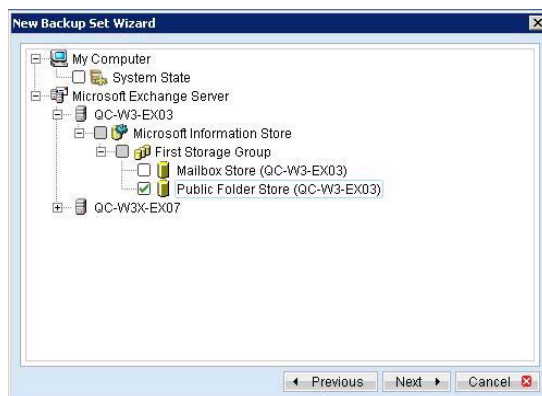 New Backup Set Wizard
My Computer
System State
Microsoft Exchange Server
QC-W3-EX03
Microsoft Information Store
First Storage Group
Mailbox Store (QC-W3-EX03)
Public Folder Store (QC-W3-EX03)
QC-W3X-EX07
Previous Next Cancel